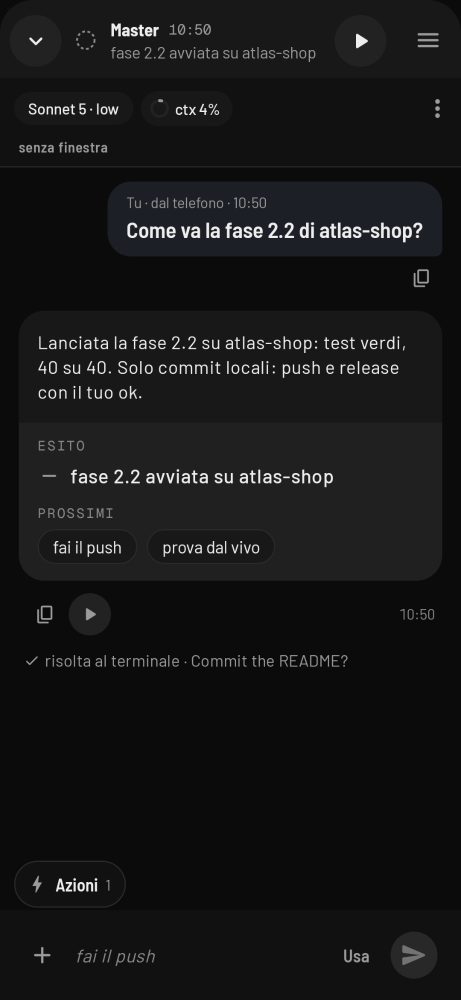 Master 10:50
fase 2.2 avviata su atlas-shop
Sonnet 5 · low
ctx 4%
senza finestra
Tu · dal telefono · 10:50
Come va la fase 2.2 di atlas-shop?
Lanciata la fase 2.2 su atlas-shop: test verdi,
40 su 40. Solo commit locali: push e release
con il tuo ok.
ESITO
— fase 2.2 avviata su atlas-shop
PROSSIMI
fai il push
prova dal vivo
10:50
risolta al terminale · Commit the README?
Azioni 1
fai il push
Usa